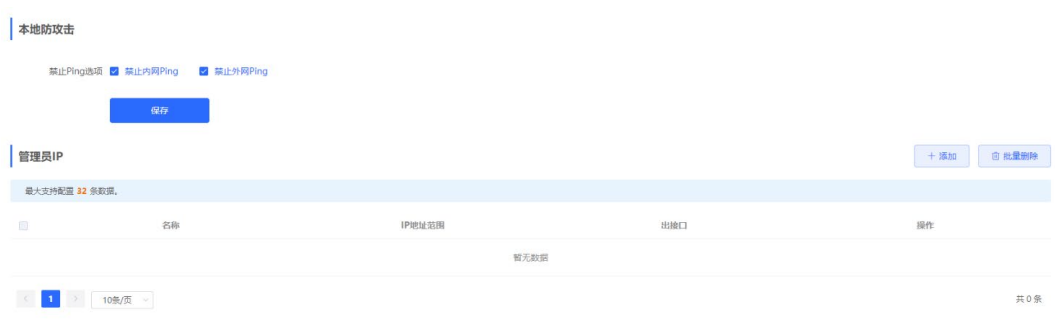 本地防攻击
禁止Ping选项 禁止内网Ping 禁止外网Ping
保存
管理员IP + 添加 批量删除
最大支持配置 32 条数据。
名称 IP地址范围 出接口 操作
暂无数据
< 1 > 10条/页 共 0 条